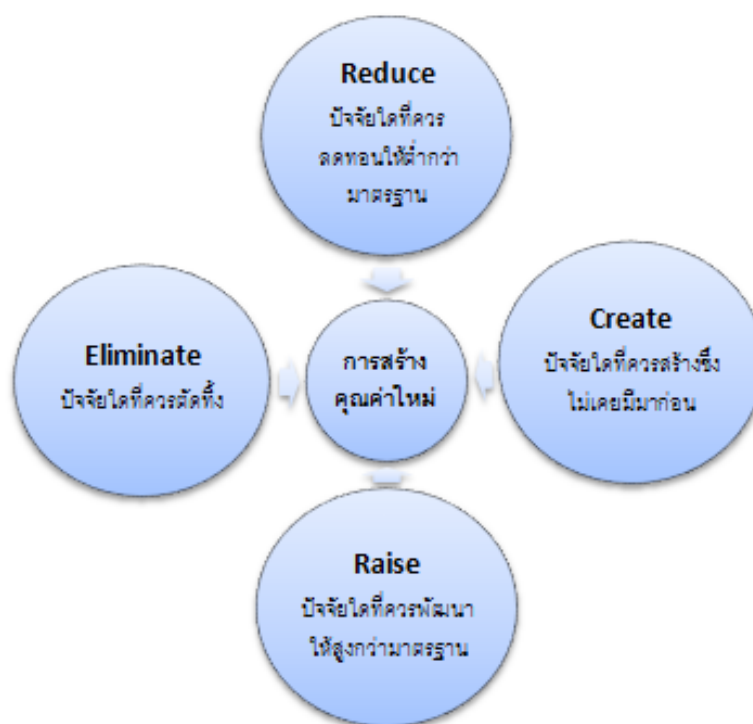 Reduce
ปัจจัยใดที่ควร
ลดทอนให้ต่ำกว่า
มาตรฐาน
Eliminate
ปัจจัยใดที่ควรตัดทิ้ง
การสร้าง
คุณค่าใหม่
Create
ปัจจัยใดที่ควรสร้างซึ่ง
ไม่เคยมีมาก่อน
Raise
ปัจจัยใดที่ควรพัฒนา
ให้สูงกว่ามาตรฐาน